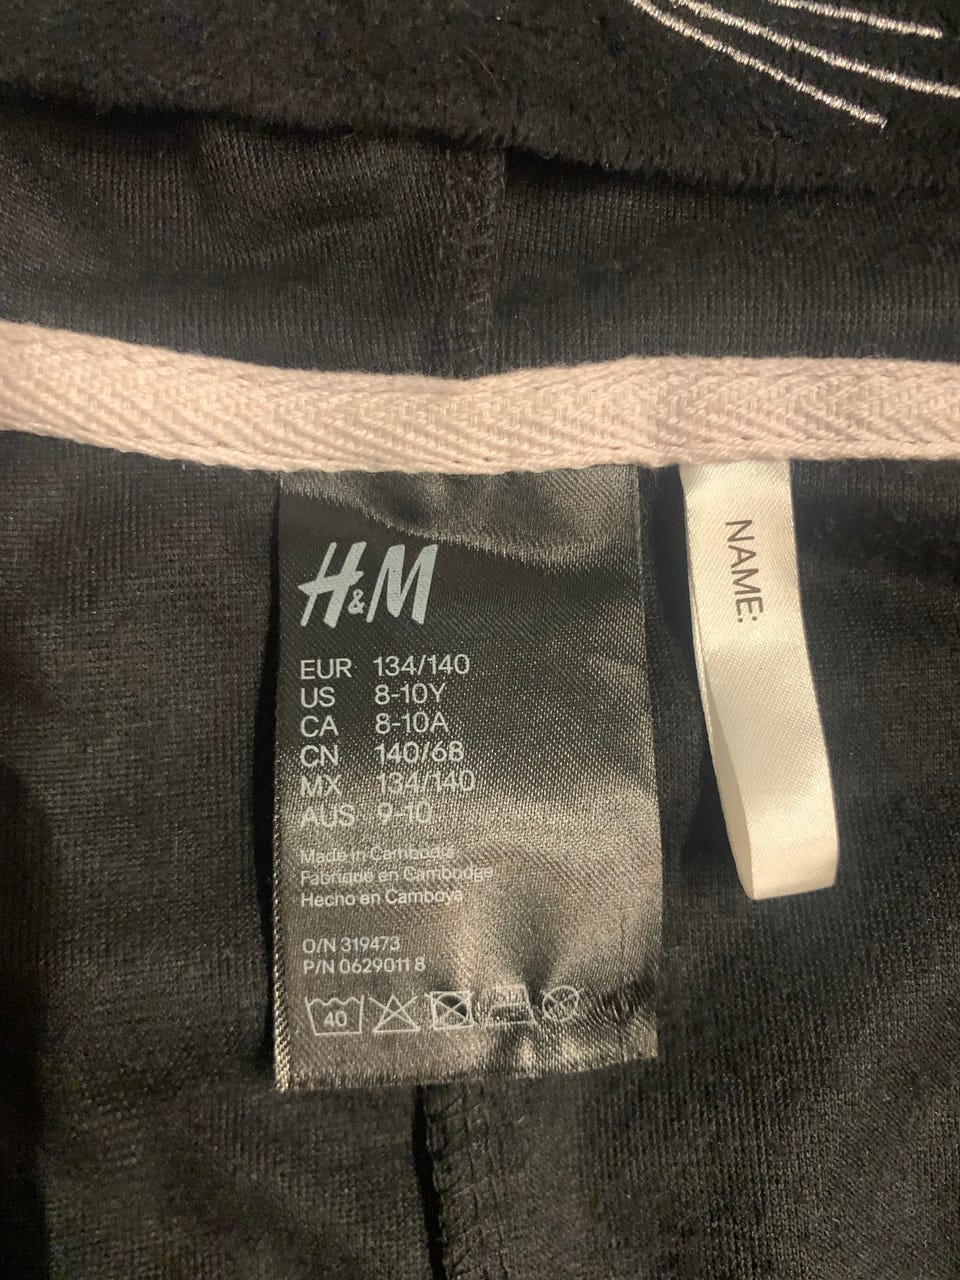 H&M
EUR 134/140
US 8-10Y
CA 8-10A
CN 140/68
MX 134/140
AUS 9-10
Made in Cambodia
Fabriqué en Cambodge
Hecho en Camboya
O/N 319473
P/N 0629011 8
40
NAME: